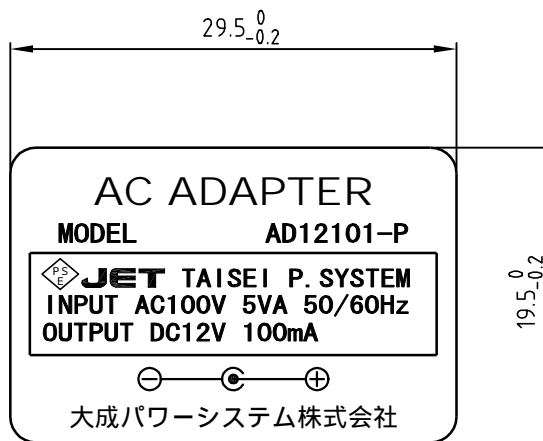 29.5 0 -0.2
AC ADAPTER
MODEL AD12101-P
PS E JET TAISEI P.SYSTEM
INPUT AC100V 5VA 50/60Hz
OUTPUT DC12V 100mA
大成パワーシステム株式会社
19.5 0 -0.2